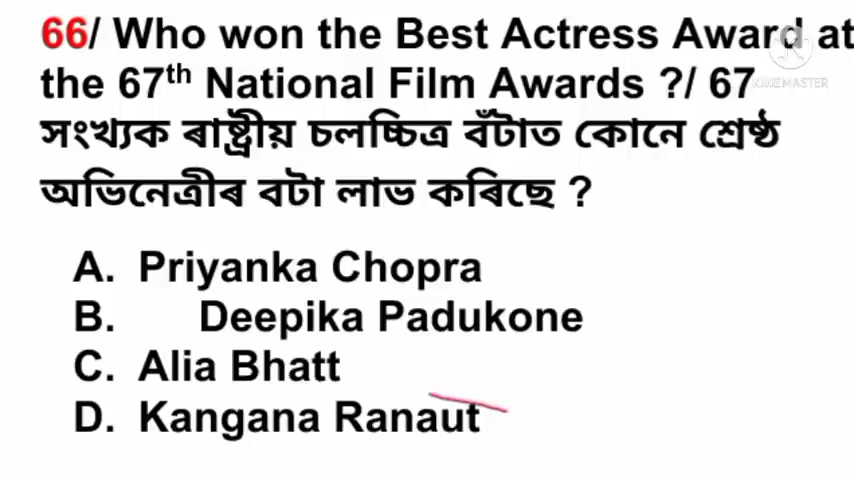 66/ Who won the Best Actress Award at
the 67th National Film Awards ?/ 67
সংখ্যক ৰাষ্ট্ৰীয় চলচ্চিত্ৰ বঁটাত কোনে শ্ৰেষ্ঠ
অভিনেত্ৰীৰ বটা লাভ কৰিছে ?
A. Priyanka Chopra
B. Deepika Padukone
C. Alia Bhatt
D. Kangana Ranaut
KINEMASTER